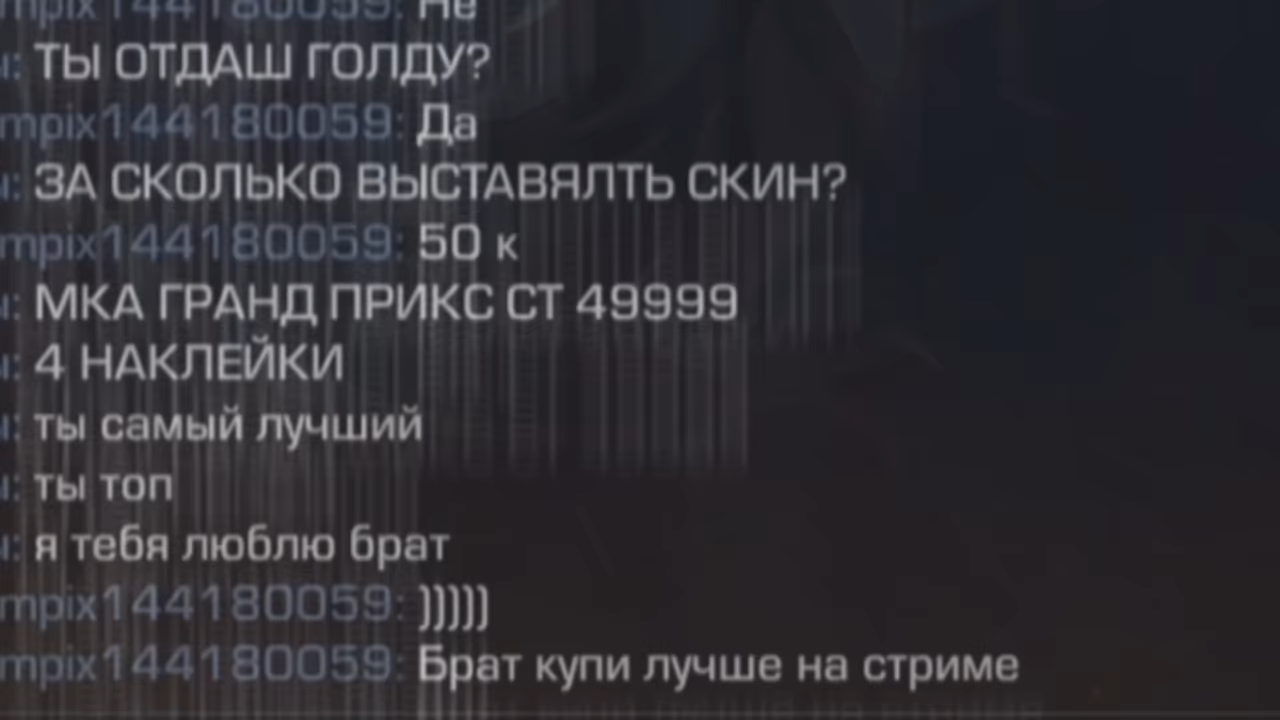 mpix144180059: Не
ы: ТЫ ОТДАШ ГОЛДУ?
mpix144180059: Да
ы: ЗА СКОЛЬКО ВЫСТАВЯЛТЬ СКИН?
mpix144180059: 50 к
ы: МКА ГРАНД ПРИКС СТ 49999
ы: 4 НАКЛЕЙКИ
ы: ты самый лучший
ы: ты топ
ы: я тебя люблю брат
mpix144180059: )))))
mpix144180059: Брат купи лучше на стриме